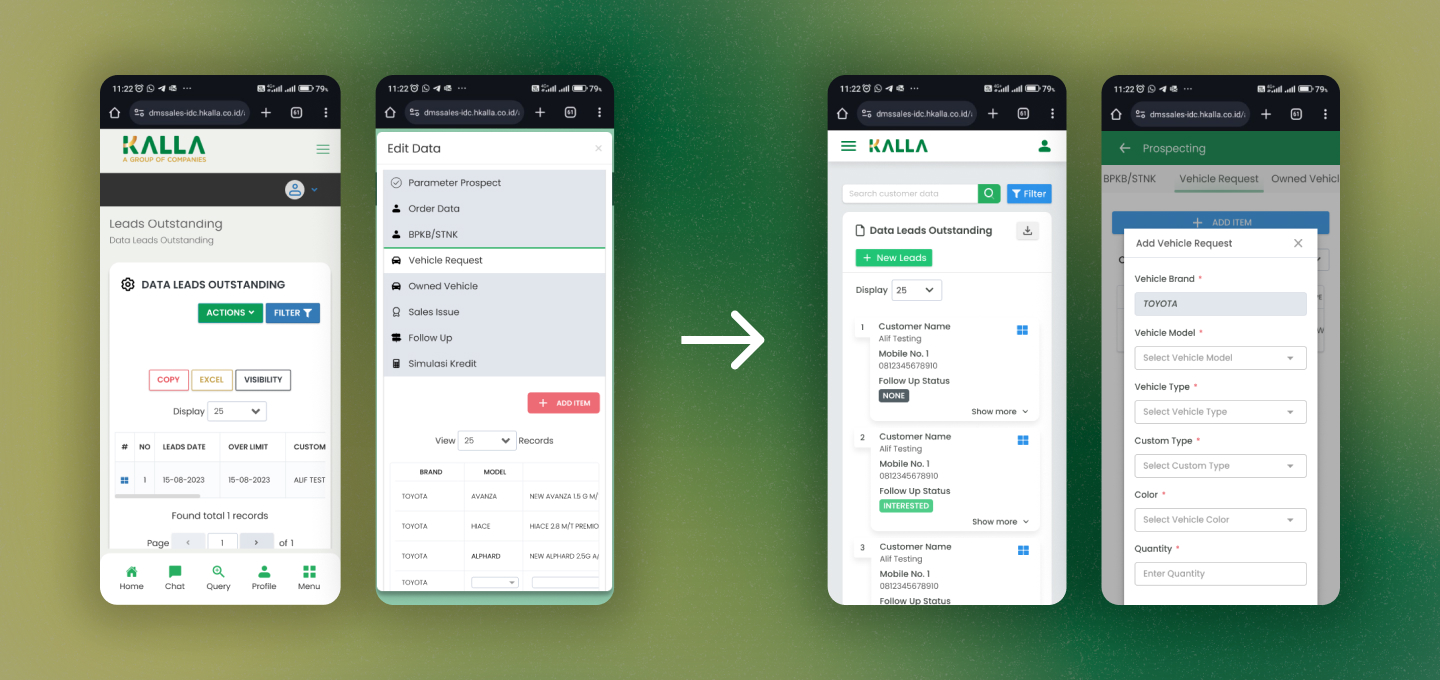 11:22 79%
dmssales-idc.hkalla.co.id/ 61
KALLA
A GROUP OF COMPANIES
Leads Outstanding
Data Leads Outstanding
DATA LEADS OUTSTANDING
ACTIONS FILTER
COPY EXCEL VISIBILITY
Display 25
# NO LEADS DATE OVER LIMIT CUSTOM
1 15-08-2023 15-08-2023 ALIF TEST
Found total 1 records
Page < 1 > of 1
Home Chat Query Profile Menu
11:22 79%
dmssales-idc.hkalla.co.id/ 61
Edit Data ×
Parameter Prospect
Order Data
BPKB/STNK
Vehicle Request
Owned Vehicle
Sales Issue
Follow Up
Simulasi Kredit
+ ADD ITEM
View 25 Records
BRAND MODEL
TOYOTA AVANZA NEW AVANZA 1.5 G M/
TOYOTA HIACE HIACE 2.8 M/T PREMIO
TOYOTA ALPHARD NEW ALPHARD 2.5G A/
TOYOTA
11:22 79%
dmssales-idc.hkalla.co.id/ 61
KALLA
Search customer data Filter
Data Leads Outstanding
+ New Leads
Display 25
1 Customer Name
Alif Testing
Mobile No. 1
0812345678910
Follow Up Status
NONE
Show more
2 Customer Name
Alif Testing
Mobile No. 1
0812345678910
Follow Up Status
INTERESTED
Show more
3 Customer Name
Alif Testing
Mobile No. 1
0812345678910
Follow Up Status
11:22 79%
dmssales-idc.hkalla.co.id/ 61
Prospecting
BPKB/STNK Vehicle Request Owned Vehicl
+ ADD ITEM
Add Vehicle Request
Vehicle Brand *
TOYOTA
Vehicle Model *
Select Vehicle Model
Vehicle Type *
Select Vehicle Type
Custom Type *
Select Custom Type
Color *
Select Vehicle Color
Quantity *
Enter Quantity